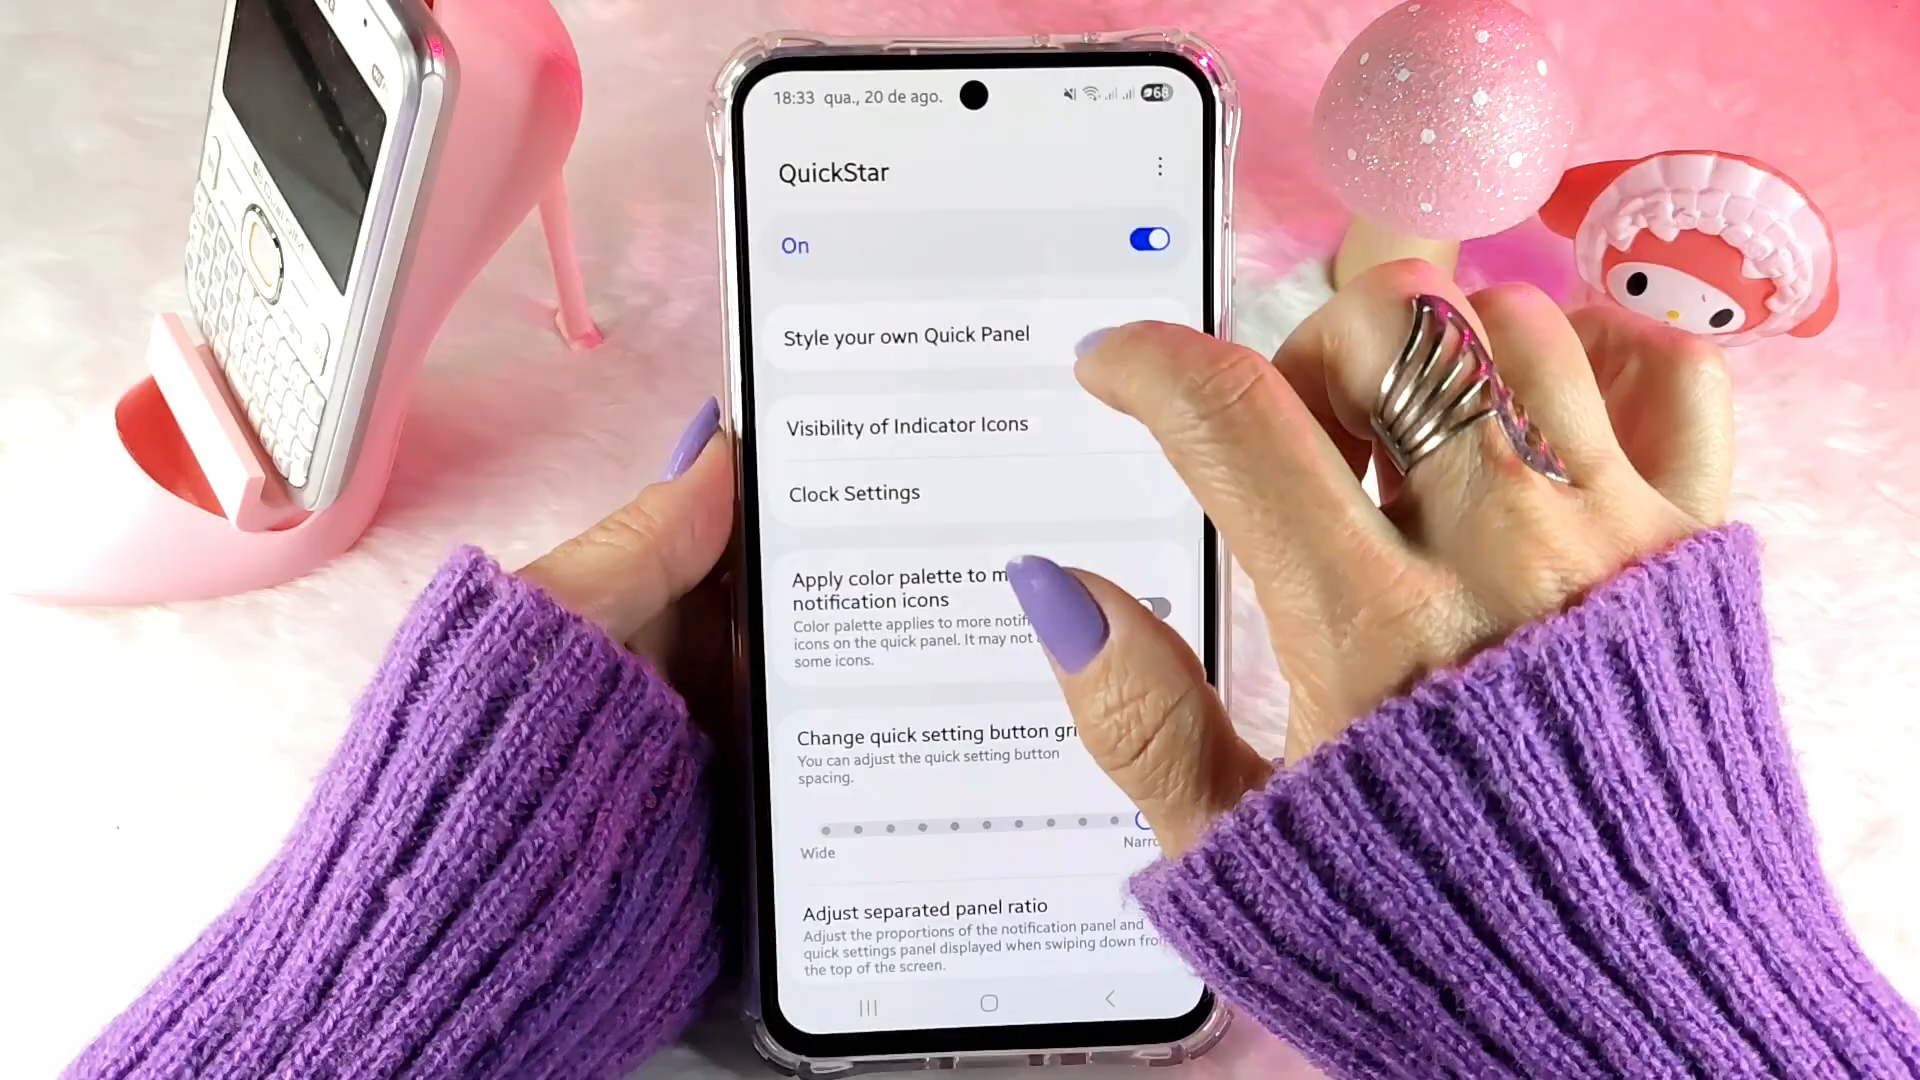 18:33 qua., 20 de ago.
68
QuickStar
On
Style your own Quick Panel
Visibility of Indicator Icons
Clock Settings
Apply color palette to
notification icons
Color palette applies to more
icons on the quick panel. It may not
some icons.
Change quick setting button
You can adjust the quick setting button
spacing.
Wide
Adjust separated panel ratio
Adjust the proportions of the notification panel and
quick settings panel displayed when swiping down
the top of the screen.